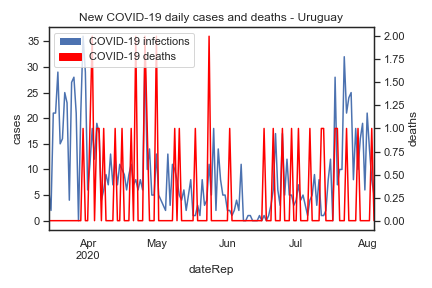 New COVID-19 daily cases and deaths - Uruguay
COVID-19 infections
COVID-19 deaths
cases
35
30
25
20
15
10
5
0
2.00
1.75
1.50
1.25
1.00
0.75
0.50
0.25
0.00
deaths
Apr May Jun Jul Aug
2020
dateRep